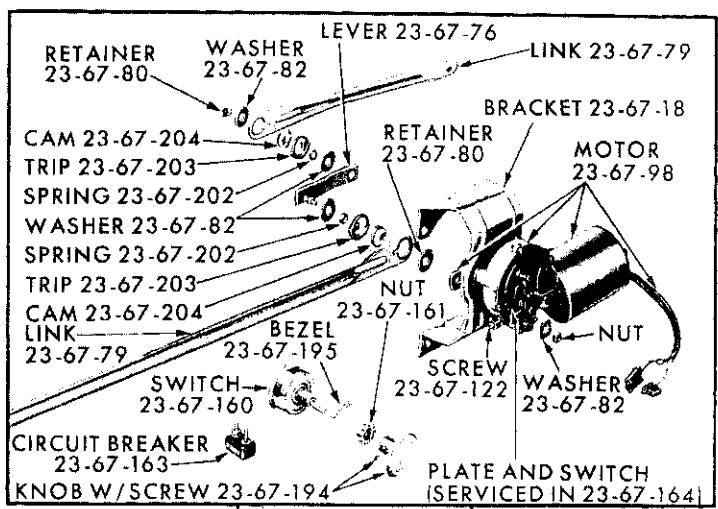 RETAINER
23-67-80
WASHER
23-67-82
LEVER 23-67-76
LINK 23-67-79
BRACKET 23-67-18
CAM 23-67-204
TRIP 23-67-203
SPRING 23-67-202
WASHER 23-67-82
SPRING 23-67-202
TRIP 23-67-203
CAM 23-67-204
LINK
23-67-79
RETAINER
23-67-80
MOTOR
23-67-98
NUT
23-67-161
BEZEL
23-67-195
SWITCH
23-67-160
SCREW
23-67-122
NUT
WASHER
23-67-82
CIRCUIT BREAKER
23-67-163
KNOB W/SCREW 23-67-194
PLATE AND SWITCH
(SERVICED IN 23-67-164)